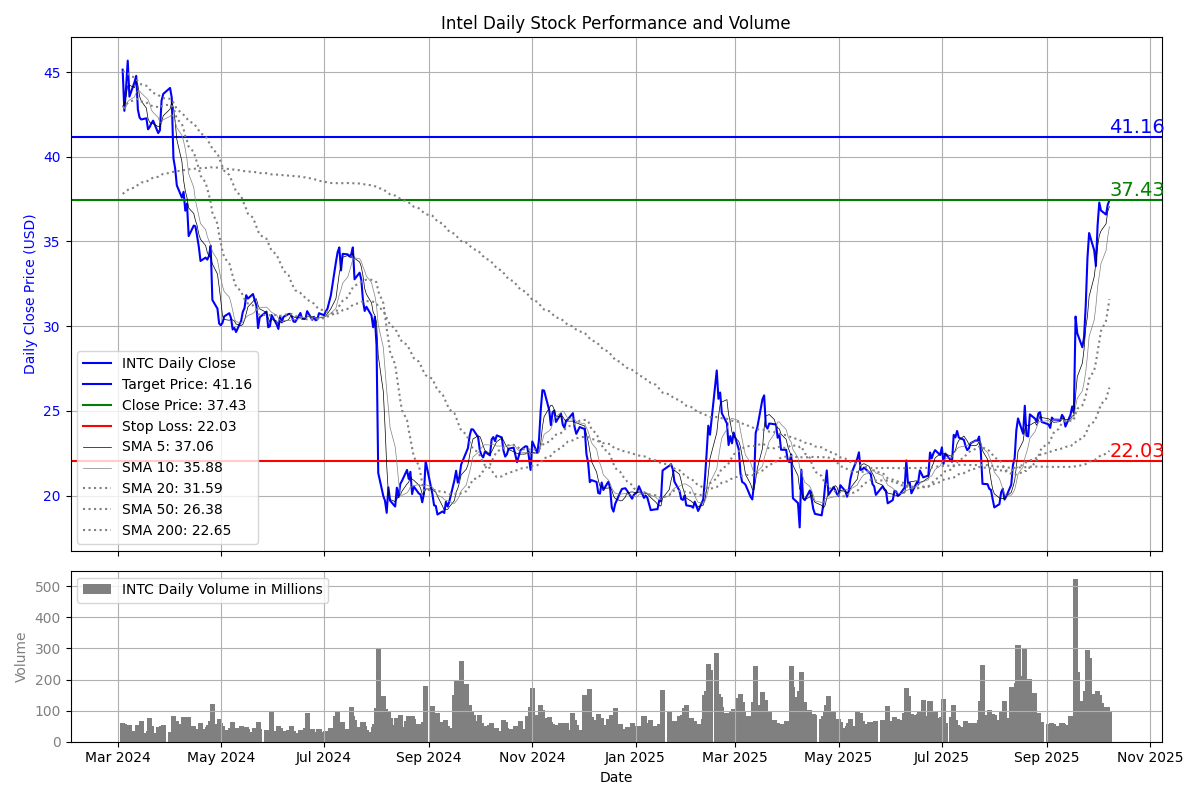 Intel Daily Stock Performance and Volume
Daily Close Price (USD)
45
40
35
30
25
20
41.16
37.43
22.03
INTC Daily Close
Target Price: 41.16
Close Price: 37.43
Stop Loss: 22.03
SMA 5: 37.06
SMA 10: 35.88
SMA 20: 31.59
SMA 50: 26.38
SMA 200: 22.65
Volume
500
400
300
200
100
0
INTC Daily Volume in Millions
Mar 2024 May 2024 Jul 2024 Sep 2024 Nov 2024 Jan 2025 Mar 2025 May 2025 Jul 2025 Sep 2025 Nov 2025
Date